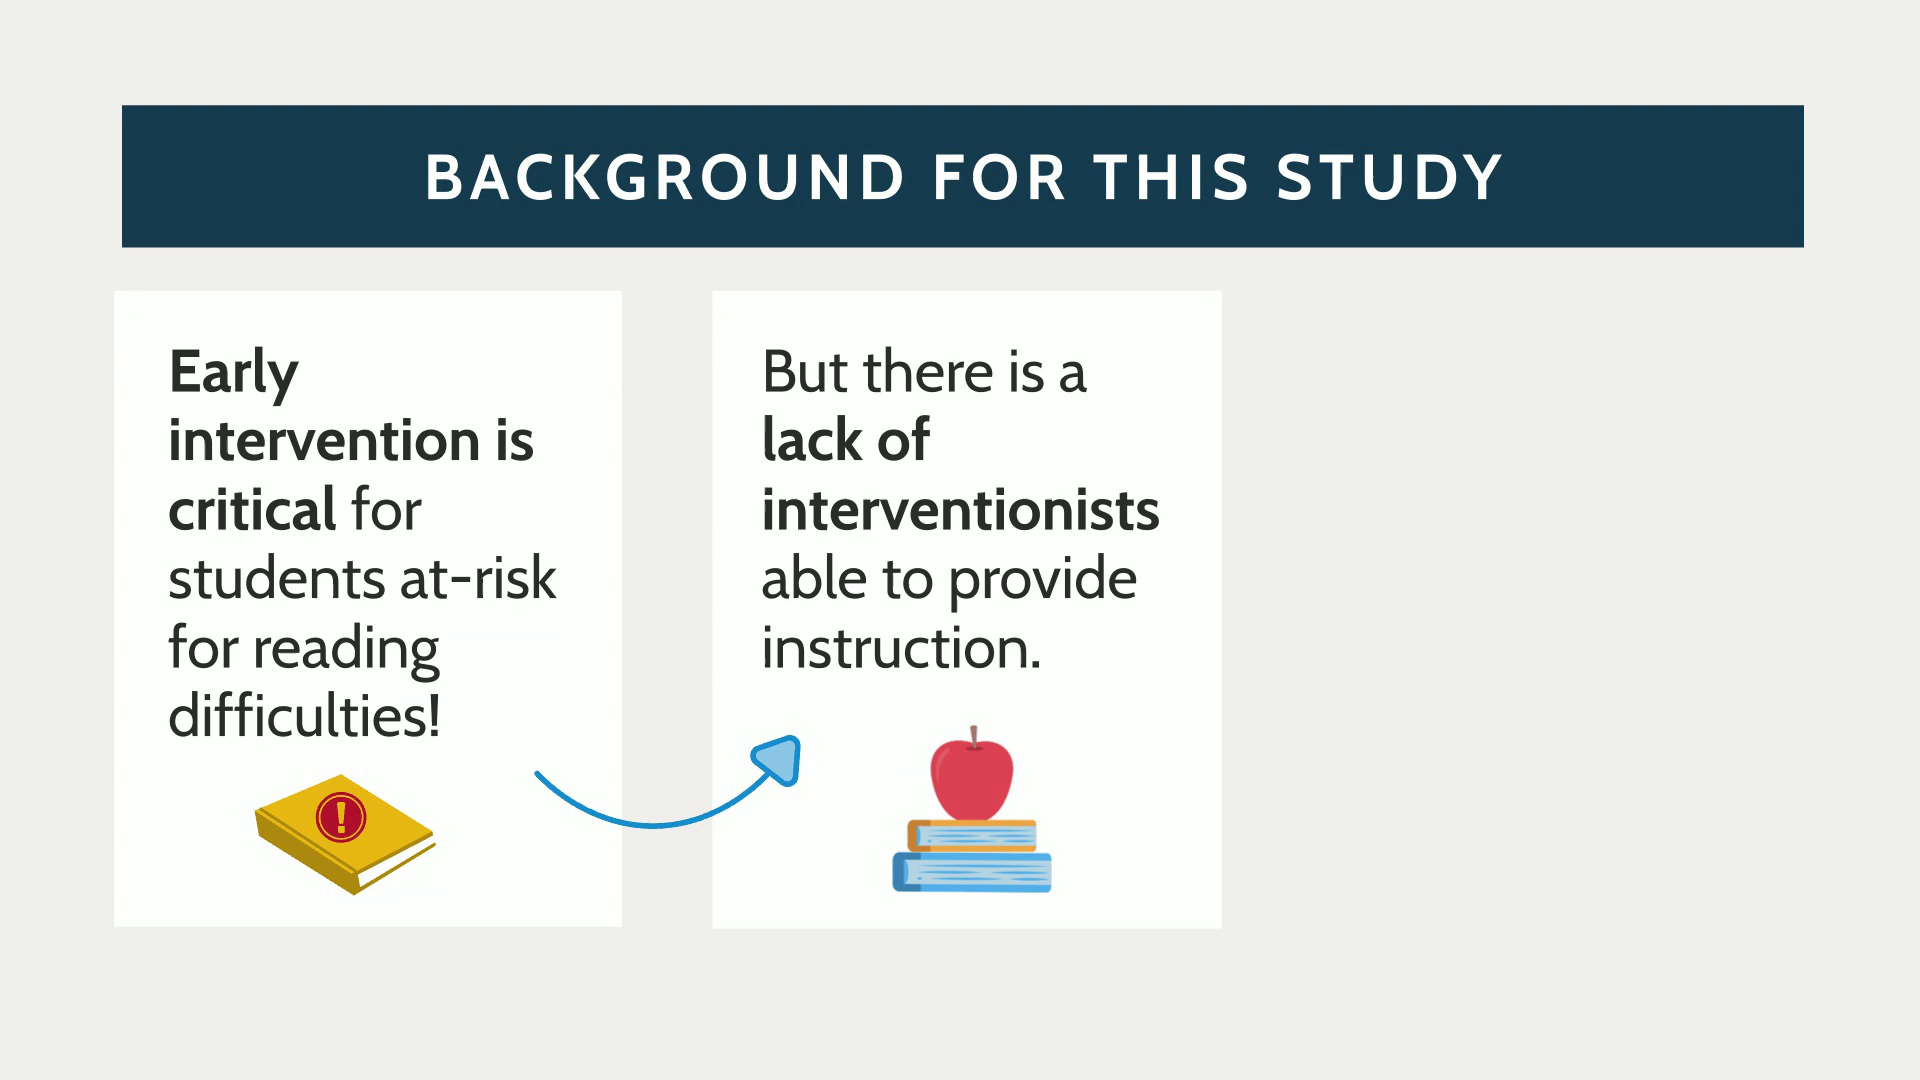 BACKGROUND FOR THIS STUDY
Early
intervention is
critical for
students at-risk
for reading
difficulties!
But there is a
lack of
interventionists
able to provide
instruction.
!